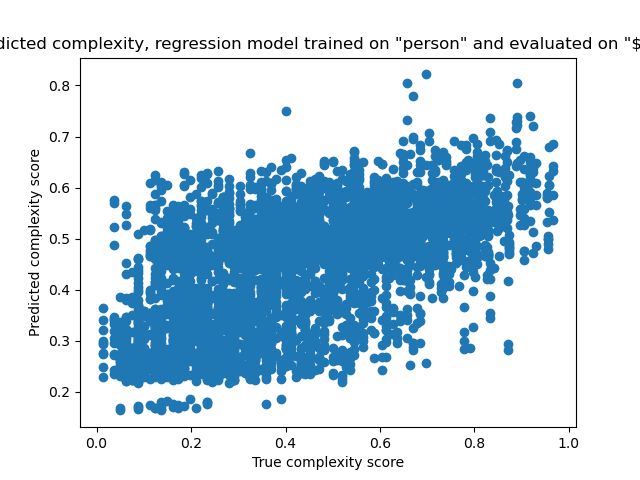 dicted complexity, regression model trained on "person" and evaluated on "$
0.8
0.7
0.6
0.5
0.4
0.3
0.2
Predicted complexity score
0.0 0.2 0.4 0.6 0.8 1.0
True complexity score